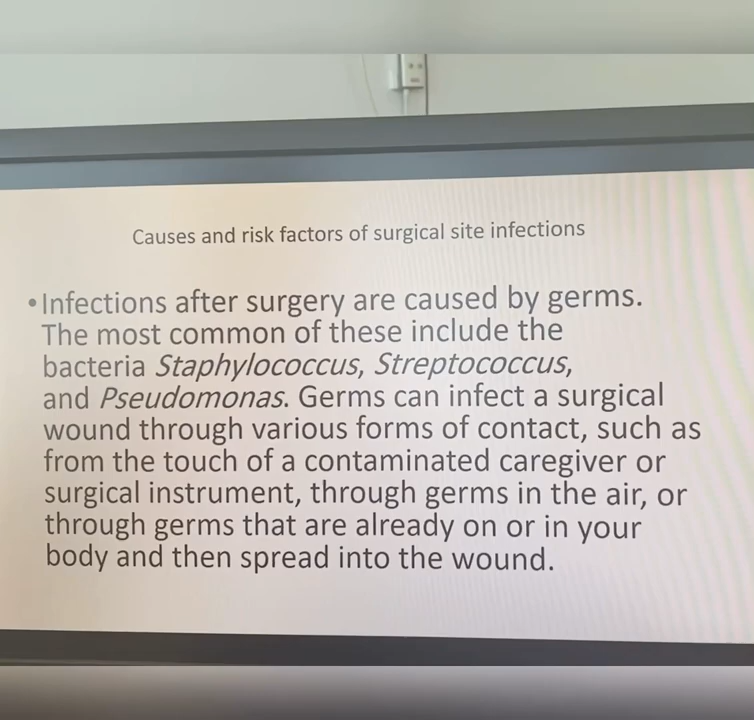 Causes and risk factors of surgical site infections
• Infections after surgery are caused by germs.
The most common of these include the
bacteria Staphylococcus, Streptococcus,
and Pseudomonas. Germs can infect a surgical
wound through various forms of contact, such as
from the touch of a contaminated caregiver or
surgical instrument, through germs in the air, or
through germs that are already on or in your
body and then spread into the wound.